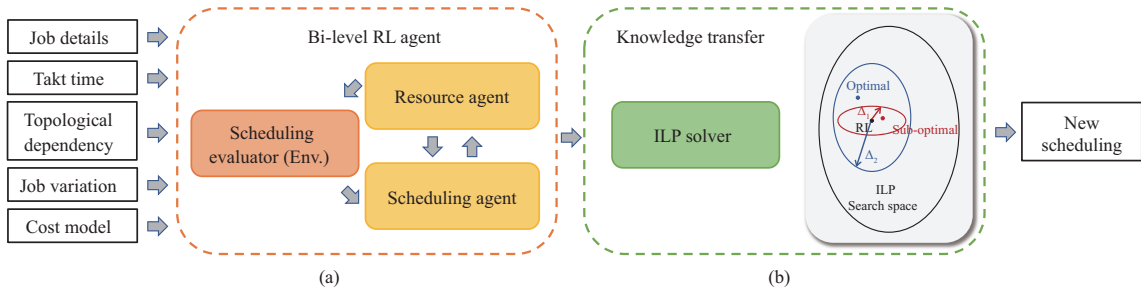 Job details
Takt time
Topological
dependency
Job variation
Cost model
Bi-level RL agent
Resource agent
Scheduling
evaluator (Env.)
Scheduling agent
(a)
Knowledge transfer
ILP solver
Optimal
Δ1
RL
Sub-optimal
Δ2
ILP
Search space
(b)
New
scheduling